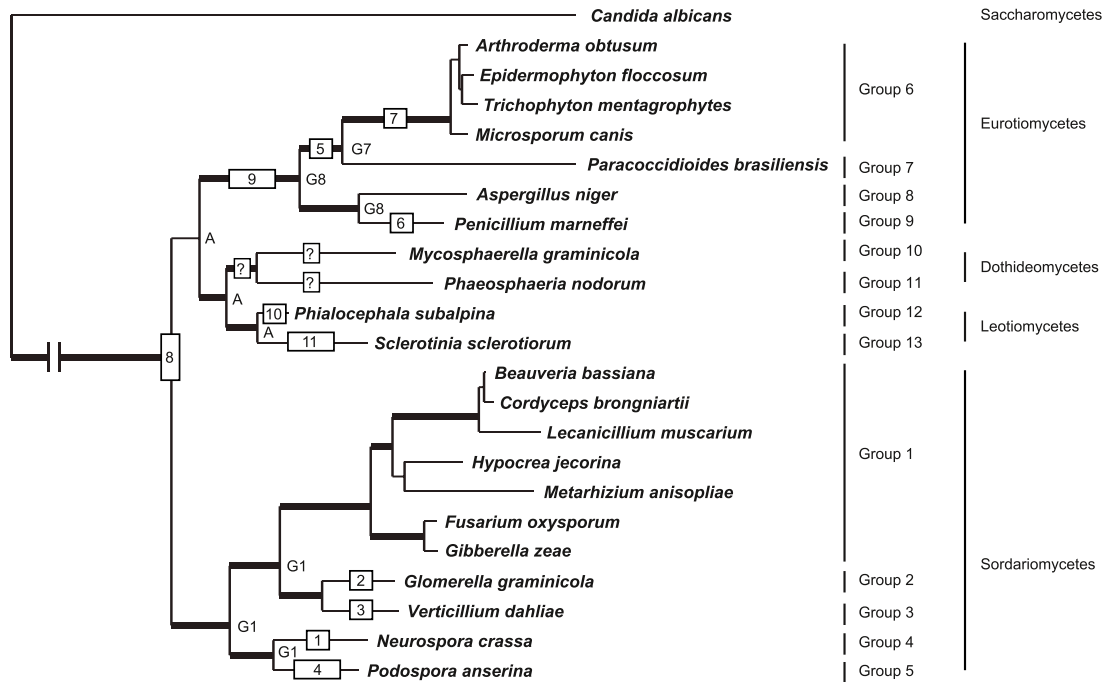 Candida albicans Saccharomycetes
Arthroderma obtusum
Epidermophyton floccosum
Group 6
Trichophyton mentagrophytes
7
Eurotiomycetes
Microsporum canis
5 G7
Paracoccidioides brasiliensis Group 7
9 G8
Aspergillus niger Group 8
G8
6 Penicillium marneffei Group 9
A
? Mycosphaerella graminicola Group 10
?
Dothideomycetes
? Phaeosphaeria nodorum Group 11
A
10 Phialocephala subalpina Group 12
A
Leotiomycetes
11 Sclerotinia sclerotiorum Group 13
8
Beauveria bassiana
Cordyceps brongniartii
Lecanicillium muscarium
Group 1
Hypocrea jecorina
Metarhizium anisopliae
Fusarium oxysporum
Gibberella zeae
G1
Sordariomycetes
2 Glomerella graminicola Group 2
3 Verticillium dahliae Group 3
G1
1 Neurospora crassa Group 4
G1
4 Podospora anserina Group 5